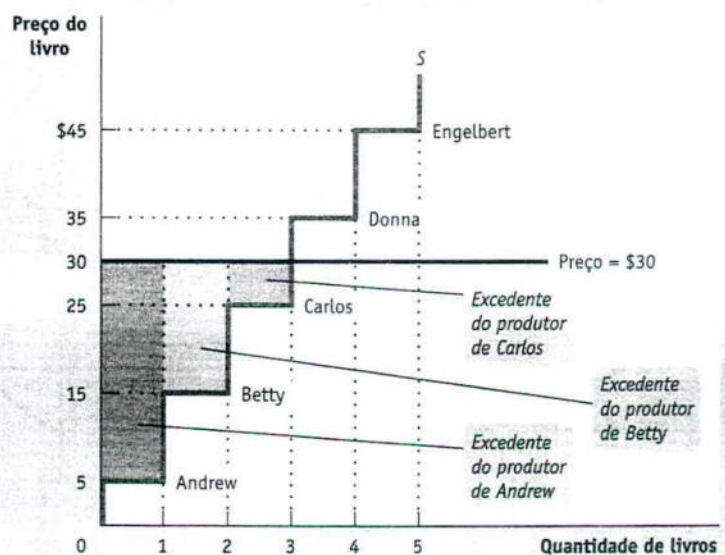 Preço do
livro
S
$45
Engelbert
35
Donna
30
Preço = $30
25
Carlos
Excedente
do produtor
de Carlos
15
Betty
Excedente
do produtor
de Betty
5
Andrew
Excedente
do produtor
de Andrew
0 1 2 3 4 5 Quantidade de livros